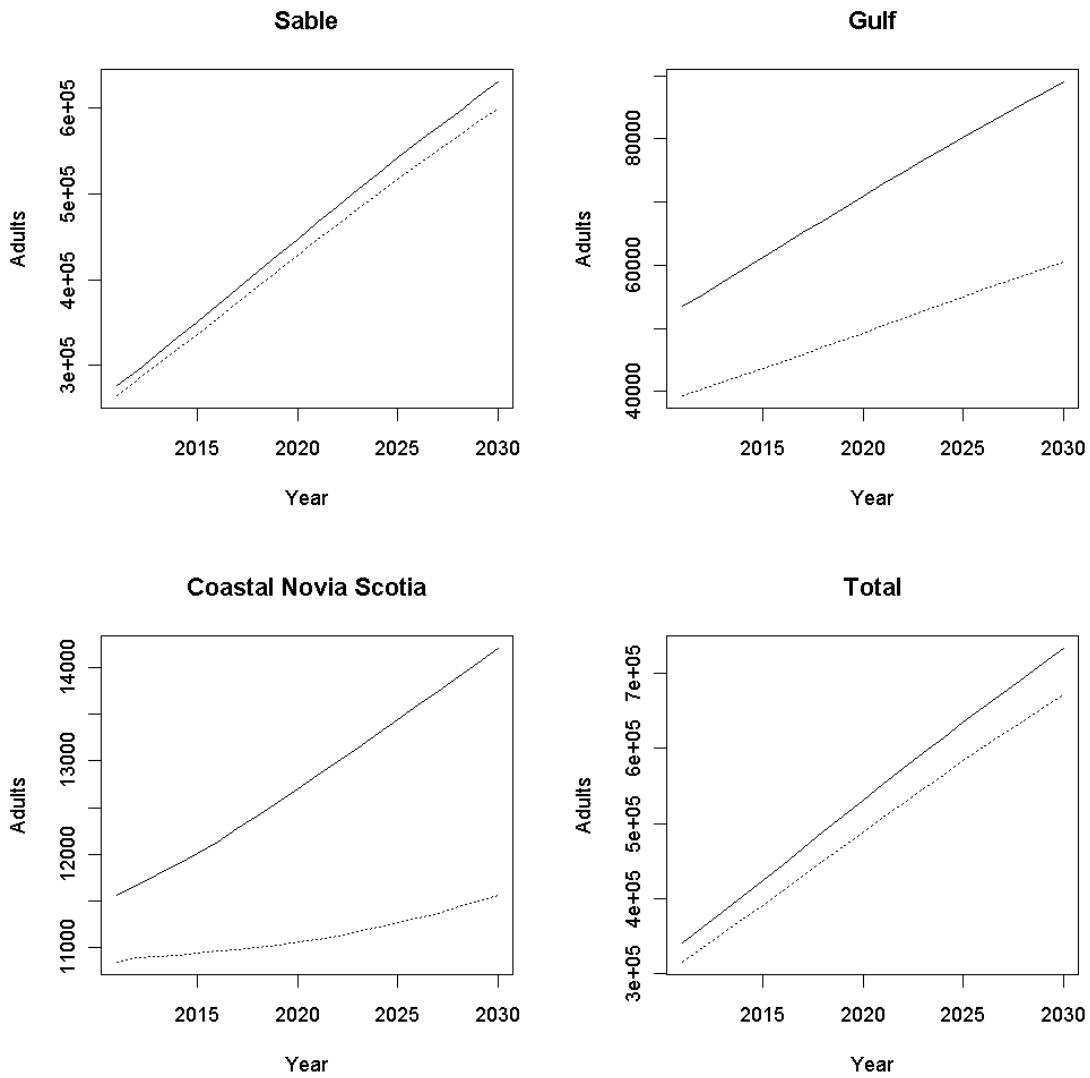 Sable
6e+05
5e+05
4e+05
3e+05
Adults
2015 2020 2025 2030
Year
Gulf
80000
60000
40000
Adults
2015 2020 2025 2030
Year
Coastal Novia Scotia
14000
13000
12000
11000
Adults
2015 2020 2025 2030
Year
Total
7e+05
6e+05
5e+05
4e+05
3e+05
Adults
2015 2020 2025 2030
Year